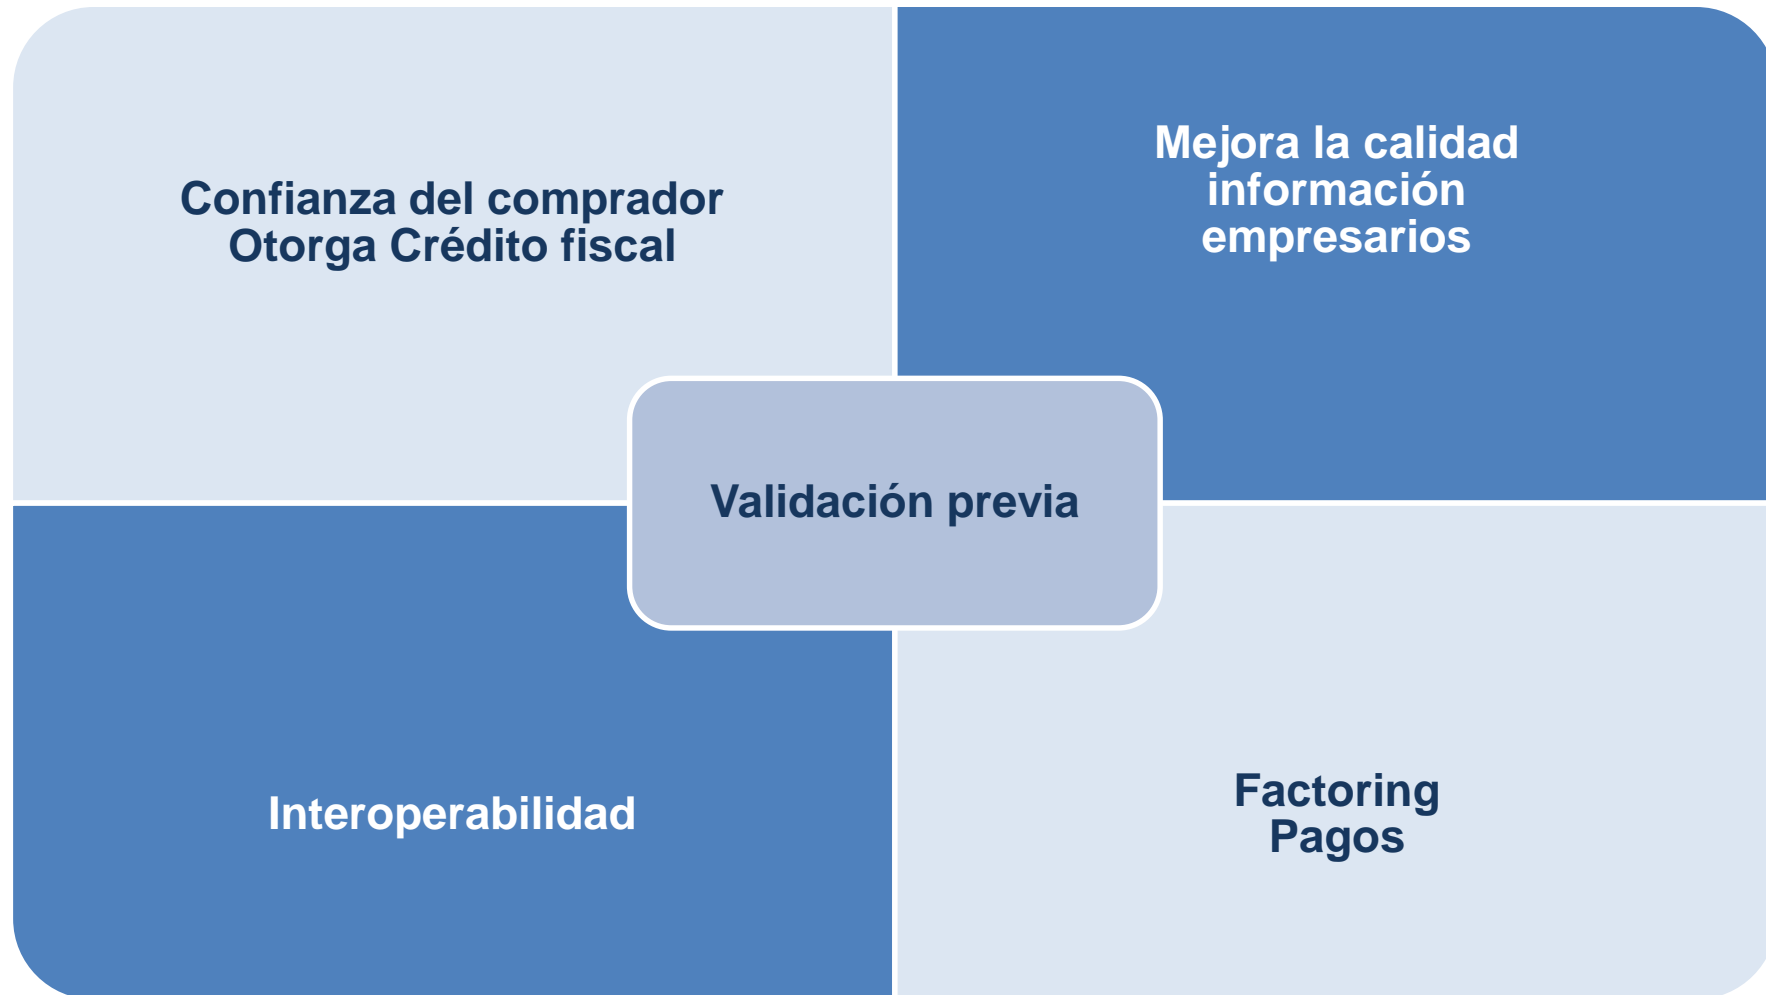 Confianza del comprador
Otorga Crédito fiscal
Mejora la calidad
información
empresarios
Validación previa
Interoperabilidad
Factoring
Pagos